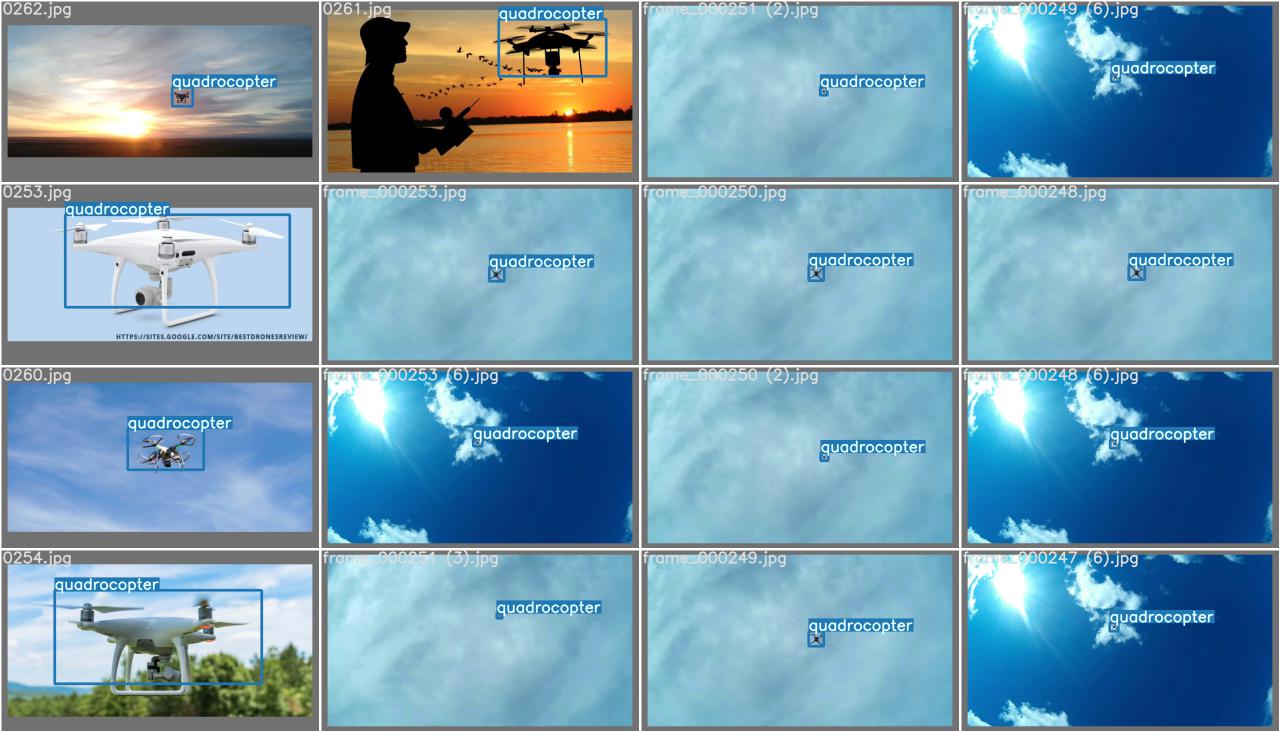 0262.jpg
quadrocopter
0261.jpg
quadrocopter
frame_000251 (2).jpg
quadrocopter
frame_000249 (6).jpg
quadrocopter
0253.jpg
quadrocopter
HTTPS://SITES.GOOGLE.COM/SITE/BESTDRONESREVIEW/
frame_000253.jpg
quadrocopter
frame_000250.jpg
quadrocopter
frame_000248.jpg
quadrocopter
0260.jpg
quadrocopter
frame_000253 (6).jpg
quadrocopter
frame_000250 (2).jpg
quadrocopter
frame_000248 (6).jpg
quadrocopter
0254.jpg
quadrocopter
frame_000251 (3).jpg
quadrocopter
frame_000249.jpg
quadrocopter
frame_000247 (6).jpg
quadrocopter